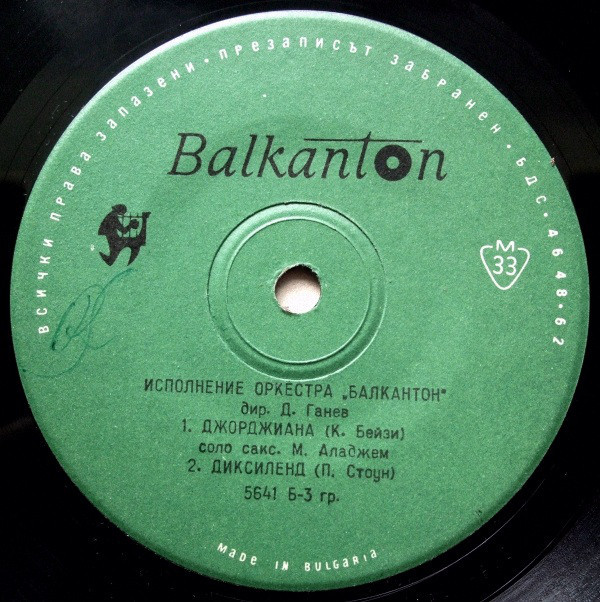 ВСИЧКИ ПРАВА ЗАПАЗЕНИ • ПРЕЗАПИСЪТ ЗАБРАНЕН • БДС • 4648 • 62
Balkanton
М
33
ИСПОЛНЕНИЕ ОРКЕСТРА „БАЛКАНТОН"
дир. Д. Ганев
1. ДЖОРДЖИАНА (К. Бейзи)
соло сакс. М. Аладжем
2. ДИКСИЛЕНД (П. Стоун)
5641 Б-3 гр.
MADE IN BULGARIA